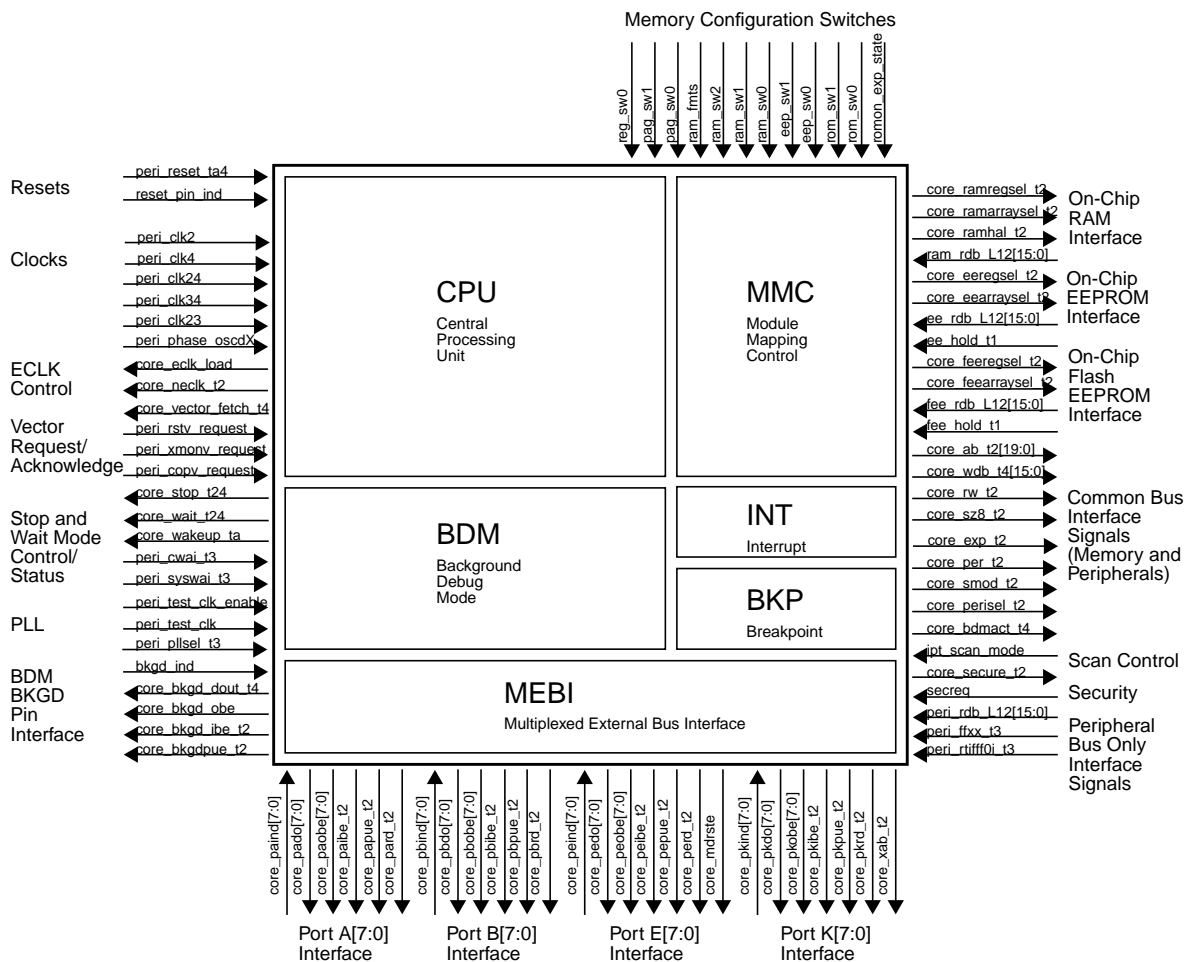 Memory Configuration Switches
reg_sw0
pag_sw1
pag_sw0
ram_fmts
ram_sw2
ram_sw1
ram_sw0
eep_sw1
eep_sw0
rom_sw1
rom_sw0
romon_exp_state
Resets
peri_reset_ta4
reset_pin_ind
Clocks
peri_clk2
peri_clk4
peri_clk24
peri_clk34
peri_clk23
peri_phase_oscdX
ECLK
Control
core_eclk_load
core_neclk_t2
Vector
Request/
Acknowledge
core_vector_fetch_t4
peri_rstv_request
peri_xmonv_request
peri_copv_request
Stop and
Wait Mode
Control/
Status
core_stop_t24
core_wait_t24
core_wakeup_ta
peri_cwai_t3
peri_syswai_t3
PLL
peri_test_clk_enable
peri_test_clk
peri_pllsel_t3
BDM
BKGD
Pin
Interface
bkgd_ind
core_bkgd_dout_t4
core_bkgd_obe
core_bkgd_ibe_t2
core_bkgdpue_t2
CPU
Central
Processing
Unit
MMC
Module
Mapping
Control
BDM
Background
Debug
Mode
INT
Interrupt
BKP
Breakpoint
MEBI
Multiplexed External Bus Interface
core_ramregsel_t2
core_ramarraysel_t2
core_ramhal_t2
ram_rdb_L12[15:0]
On-Chip
RAM
Interface
core_eeregsel_t2
core_eearraysel_t2
ee_rdb_L12[15:0]
ee_hold_t1
On-Chip
EEPROM
Interface
core_feeregsel_t2
core_feearraysel_t2
fee_rdb_L12[15:0]
fee_hold_t1
On-Chip
Flash
EEPROM
Interface
core_ab_t2[19:0]
core_wdb_t4[15:0]
core_rw_t2
core_sz8_t2
core_exp_t2
core_per_t2
core_smod_t2
core_perisel_t2
core_bdmact_t4
Common Bus
Interface
Signals
(Memory and
Peripherals)
ipt_scan_mode
Scan Control
core_secure_t2
secreq
Security
peri_rdb_L12[15:0]
peri_ffxx_t3
peri_rtifff0i_t3
Peripheral
Bus Only
Interface
Signals
core_paind[7:0]
core_pado[7:0]
core_paobe[7:0]
core_paibe_t2
core_papue_t2
core_pard_t2
Port A[7:0]
Interface
core_pbind[7:0]
core_pbdo[7:0]
core_pbobe[7:0]
core_pbibe_t2
core_pbpue_t2
core_pbrd_t2
Port B[7:0]
Interface
core_peind[7:0]
core_pedo[7:0]
core_peobe[7:0]
core_peibe_t2
core_pepue_t2
core_perd_t2
core_mdrste
Port E[7:0]
Interface
core_pkind[7:0]
core_pkdo[7:0]
core_pkobe[7:0]
core_pkibe_t2
core_pkpue_t2
core_pkrd_t2
core_xab_t2
Port K[7:0]
Interface